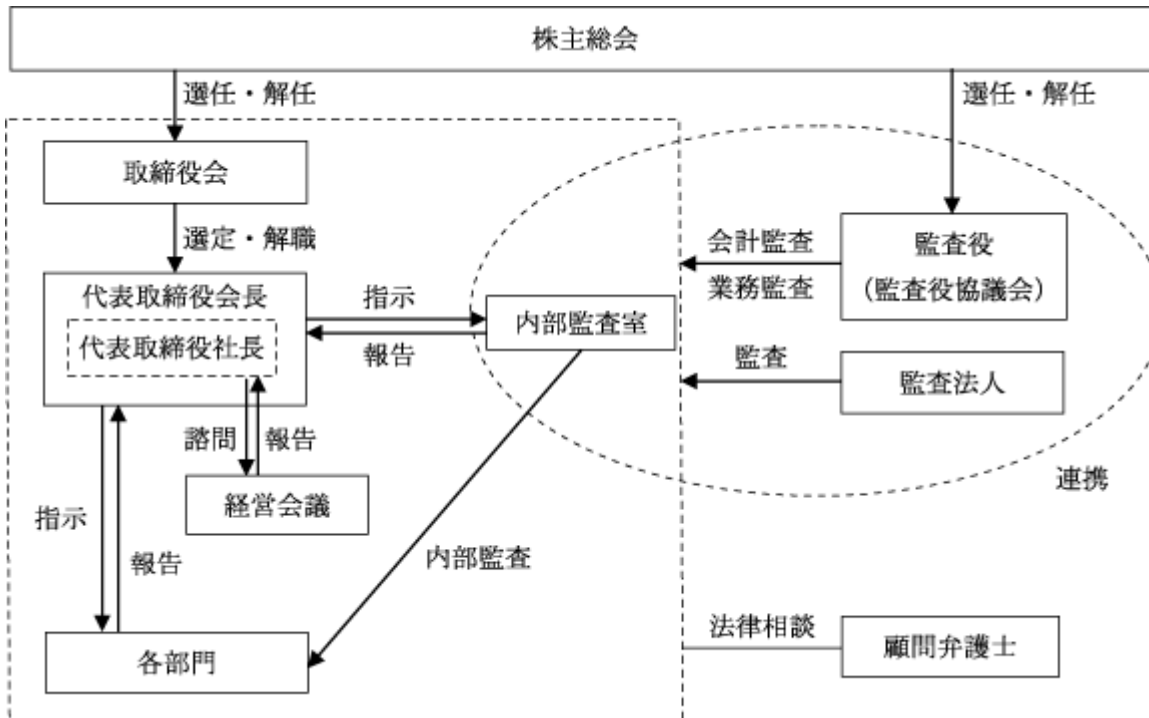 株主総会
選任・解任
選任・解任
取締役会
選定・解職
代表取締役会長
代表取締役社長
指示
報告
内部監査室
会計監査
業務監査
監査役
（監査役協議会）
監査
監査法人
連携
諮問
報告
経営会議
指示
報告
内部監査
各部門
法律相談
顧問弁護士